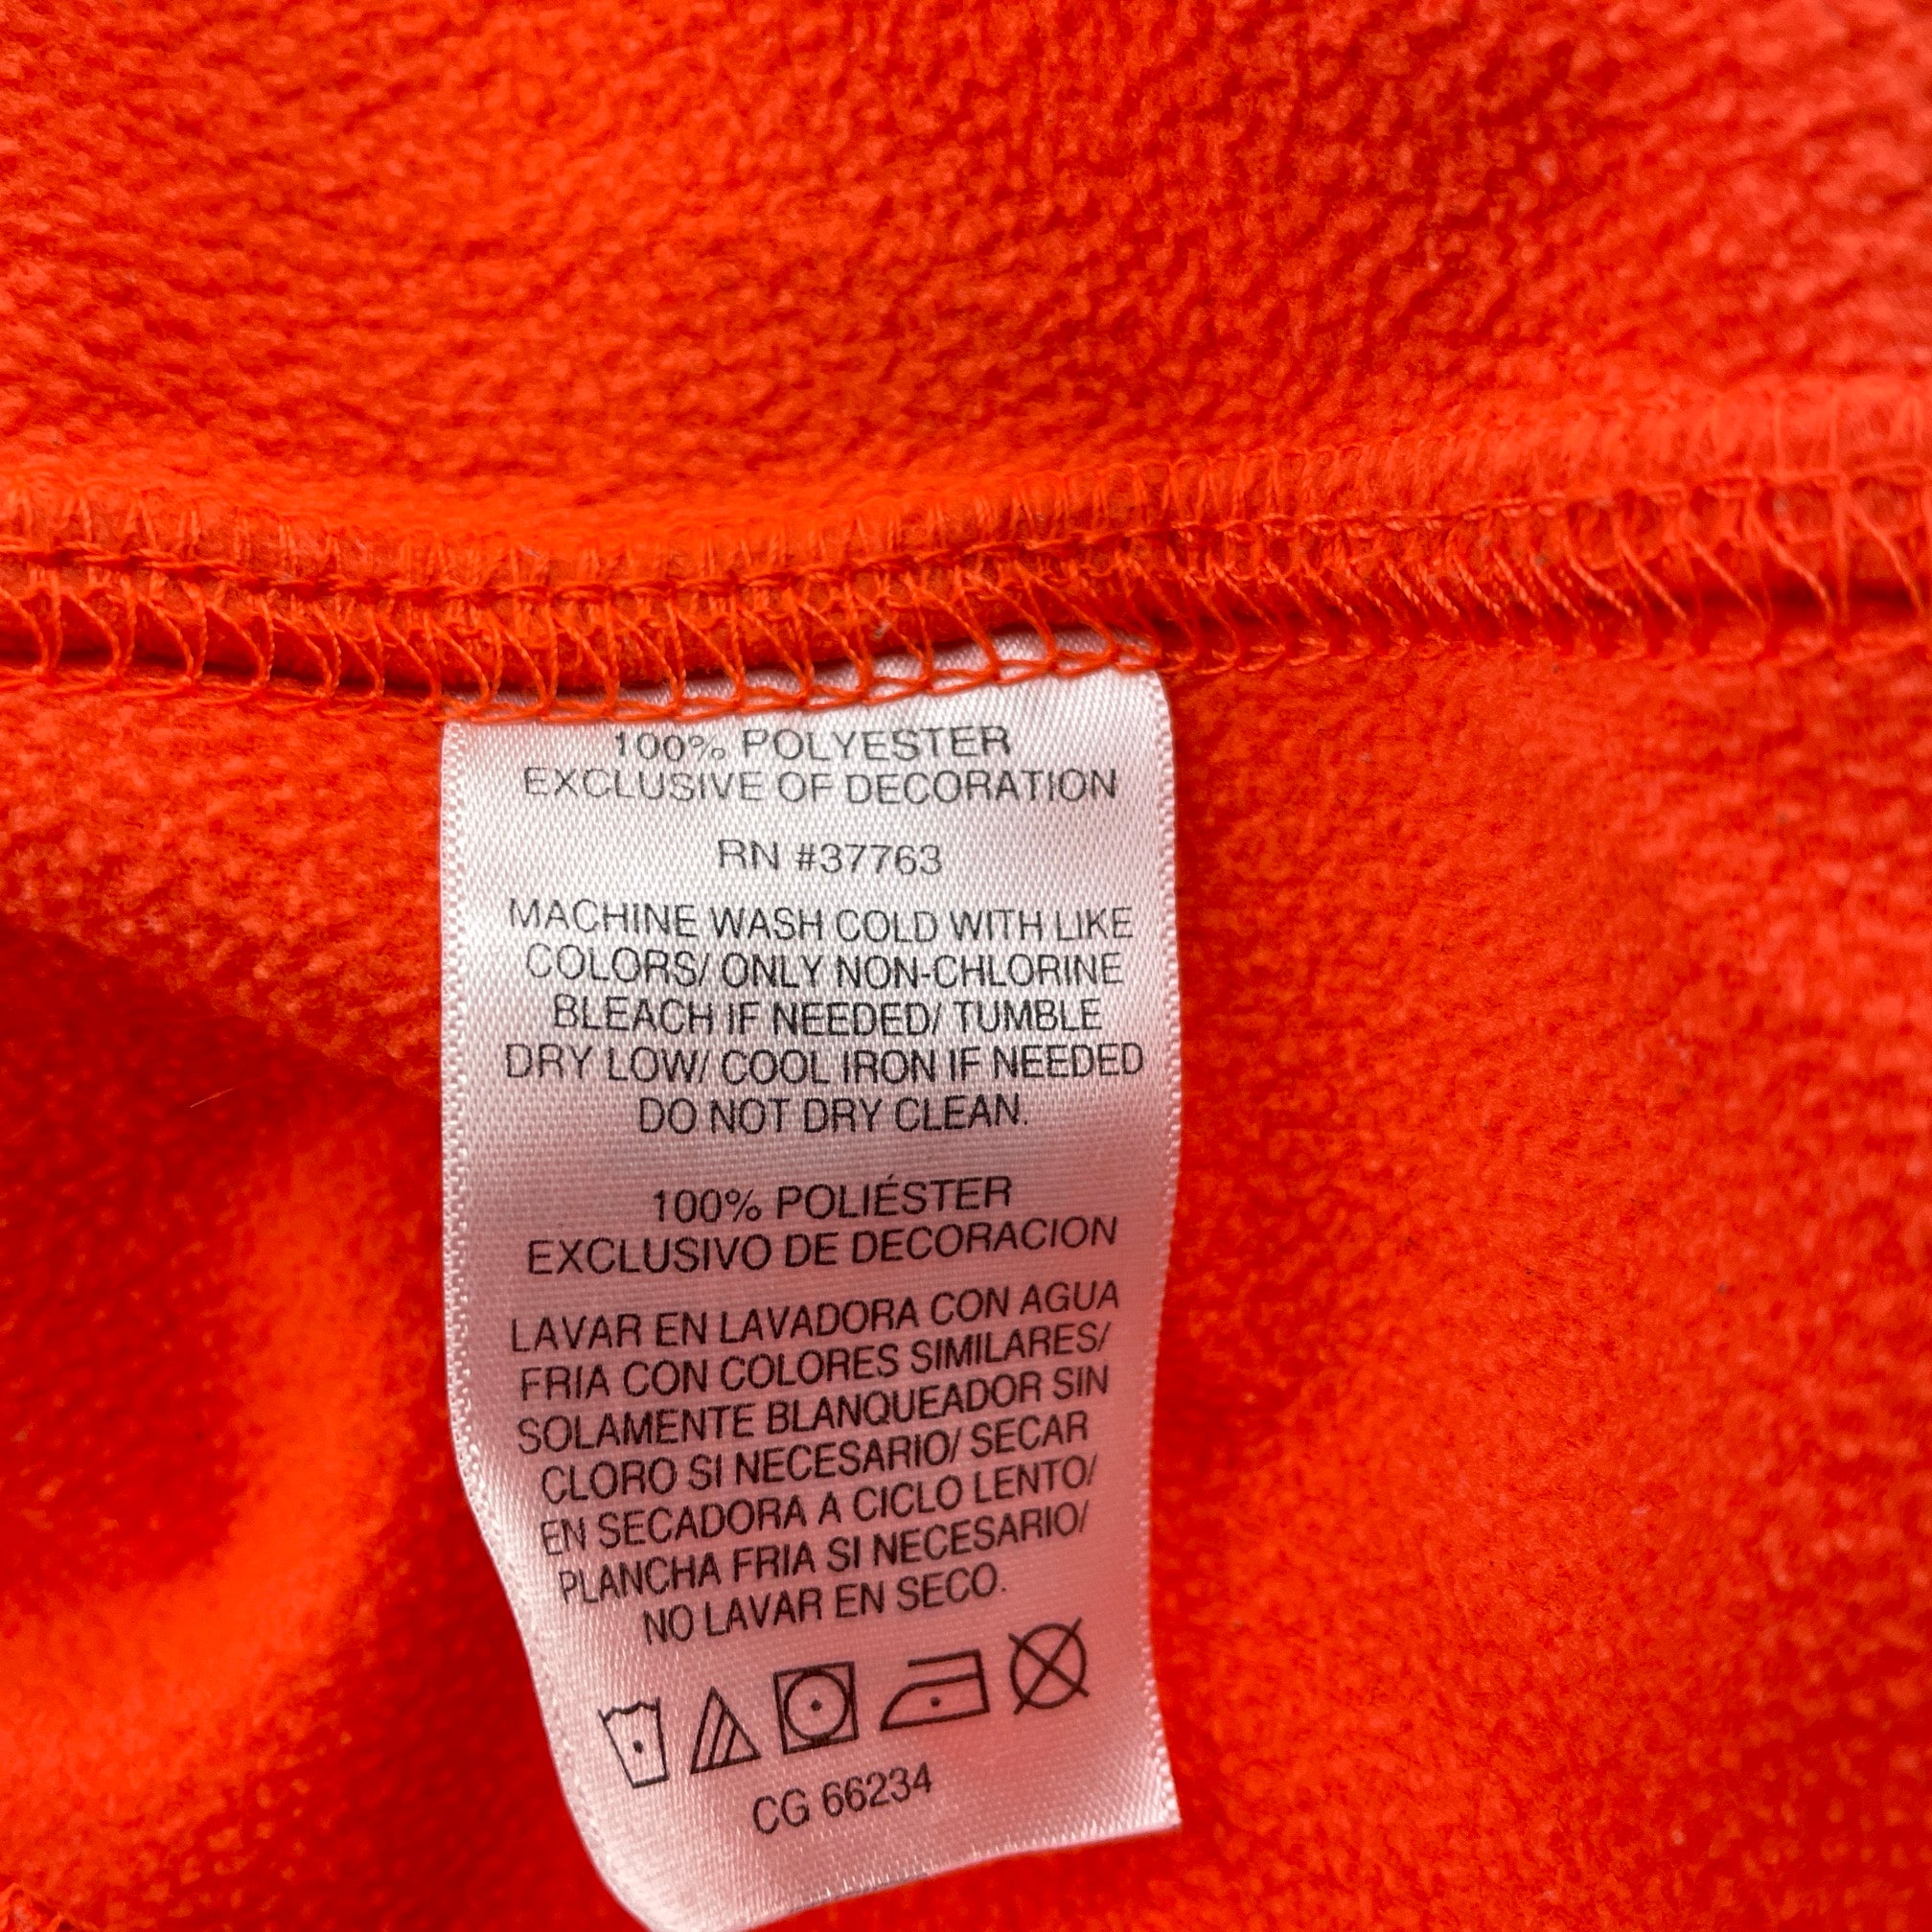 100% POLYESTER
EXCLUSIVE OF DECORATION
RN #37763
MACHINE WASH COLD WITH LIKE
COLORS/ ONLY NON-CHLORINE
BLEACH IF NEEDED/ TUMBLE
DRY LOW/ COOL IRON IF NEEDED
DO NOT DRY CLEAN.
100% POLIÉSTER
EXCLUSIVO DE DECORACION
LAVAR EN LAVADORA CON AGUA
FRIA CON COLORES SIMILARES/
SOLAMENTE BLANQUEADOR SIN
CLORO SI NECESARIO/ SECAR
EN SECADORA A CICLO LENTO/
PLANCHA FRIA SI NECESARIO/
NO LAVAR EN SECO.
CG 66234